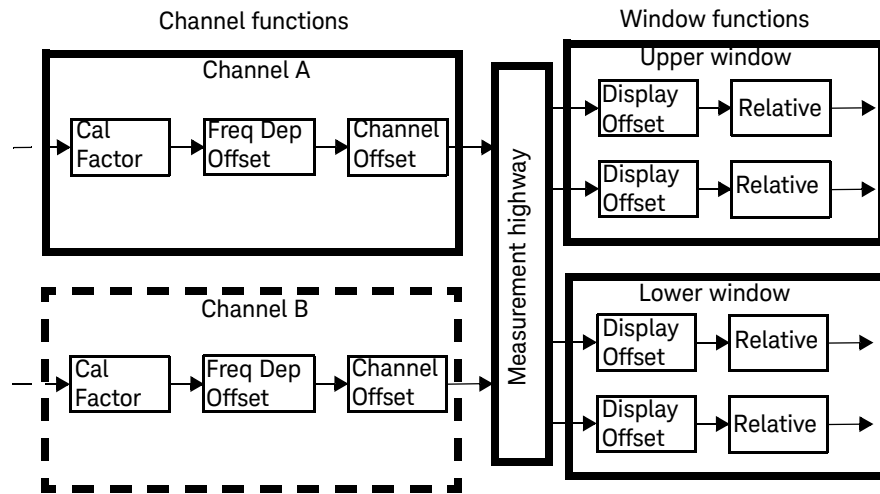 Channel functions
Window functions
Channel A
Cal
Factor
Freq Dep
Offset
Channel
Offset
Channel B
Cal
Factor
Freq Dep
Offset
Channel
Offset
Measurement highway
Upper window
Display
Offset
Relative
Display
Offset
Relative
Lower window
Display
Offset
Relative
Display
Offset
Relative